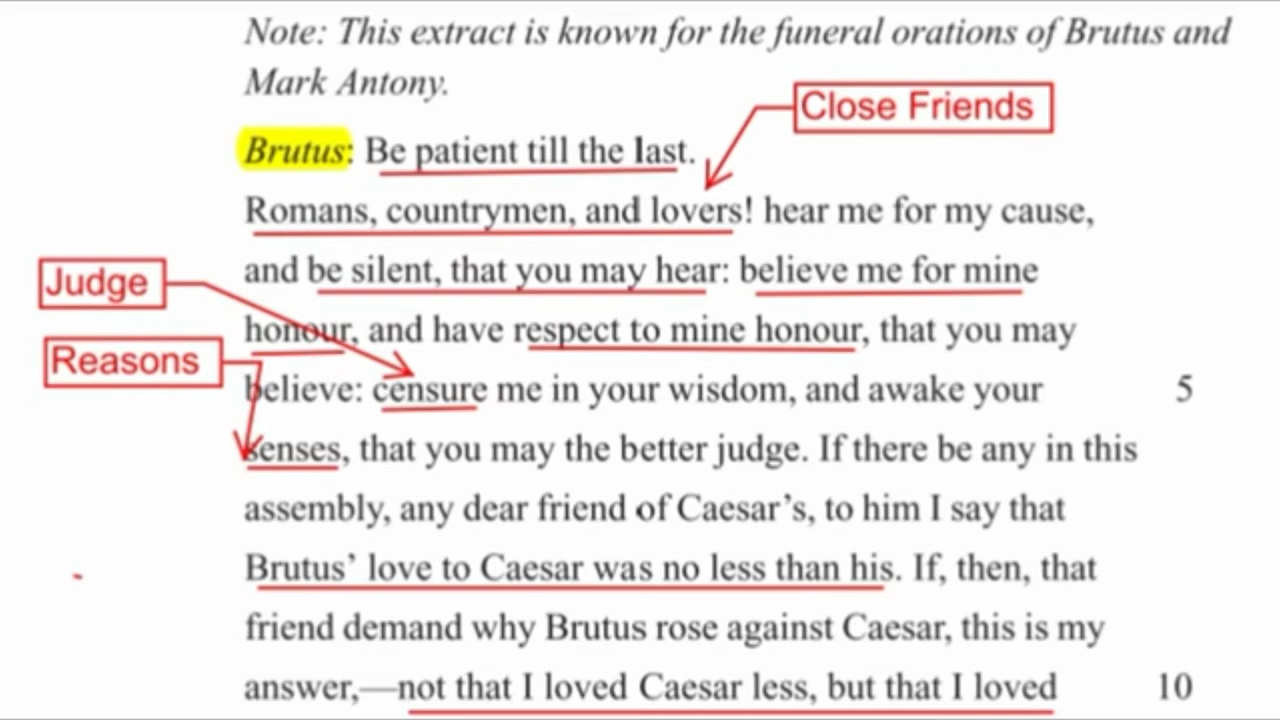 Note: This extract is known for the funeral orations of Brutus and
Mark Antony.
Close Friends
Brutus: Be patient till the last.
Romans, countrymen, and lovers! hear me for my cause,
Judge
and be silent, that you may hear: believe me for mine
honour, and have respect to mine honour, that you may
Reasons
believe: censure me in your wisdom, and awake your 5
senses, that you may the better judge. If there be any in this
assembly, any dear friend of Caesar’s, to him I say that
Brutus’ love to Caesar was no less than his. If, then, that
friend demand why Brutus rose against Caesar, this is my
answer,—not that I loved Caesar less, but that I loved 10